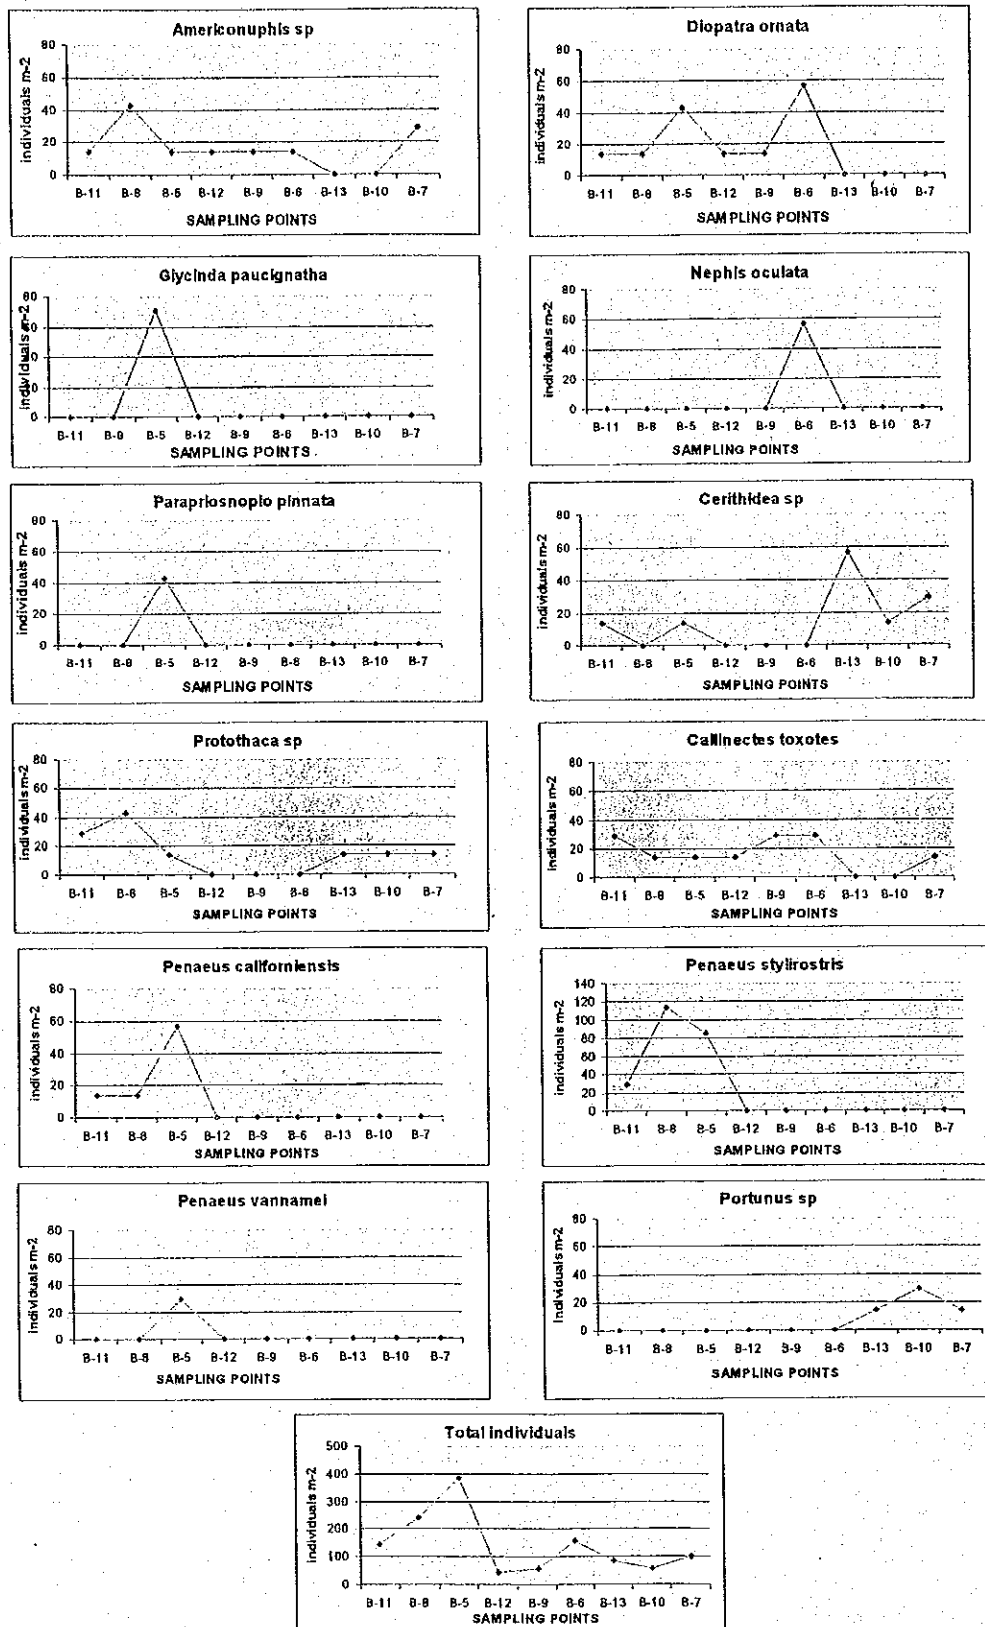 Americonuphis sp
individuals m-2
80
60
40
20
0
B-11 B-8 B-5 B-12 B-9 B-6 B-13 B-10 B-7
SAMPLING POINTS
Diopatra ornata
individuals m-2
80
60
40
20
0
B-11 B-8 B-5 B-12 B-9 B-6 B-13 B-10 B-7
SAMPLING POINTS
Glycinda paucignatha
individuals m-2
80
60
40
20
0
B-11 B-8 B-5 B-12 B-9 B-6 B-13 B-10 B-7
SAMPLING POINTS
Nephis oculata
individuals m-2
80
60
40
20
0
B-11 B-8 B-5 B-12 B-9 B-6 B-13 B-10 B-7
SAMPLING POINTS
Parapriosnopio pinnata
individuals m-2
80
60
40
20
0
B-11 B-8 B-5 B-12 B-9 B-6 B-13 B-10 B-7
SAMPLING POINTS
Cerithidea sp
individuals m-2
80
60
40
20
0
B-11 B-8 B-5 B-12 B-9 B-6 B-13 B-10 B-7
SAMPLING POINTS
Protothaca sp
individuals m-2
80
60
40
20
0
B-11 B-8 B-5 B-12 B-9 B-6 B-13 B-10 B-7
SAMPLING POINTS
Callinectes toxotes
individuals m-2
80
60
40
20
0
B-11 B-8 B-5 B-12 B-9 B-6 B-13 B-10 B-7
SAMPLING POINTS
Penaeus californiensis
individuals m-2
80
60
40
20
0
B-11 B-8 B-5 B-12 B-9 B-6 B-13 B-10 B-7
SAMPLING POINTS
Penaeus stylirostris
individuals m-2
140
120
100
80
60
40
20
0
B-11 B-8 B-5 B-12 B-9 B-6 B-13 B-10 B-7
SAMPLING POINTS
Penaeus vannamei
individuals m-2
80
60
40
20
0
B-11 B-8 B-5 B-12 B-9 B-6 B-13 B-10 B-7
SAMPLING POINTS
Portunus sp
individuals m-2
80
60
40
20
0
B-11 B-8 B-5 B-12 B-9 B-6 B-13 B-10 B-7
SAMPLING POINTS
Total individuals
individuals m-2
500
400
300
200
100
0
B-11 B-8 B-5 B-12 B-9 B-6 B-13 B-10 B-7
SAMPLING POINTS